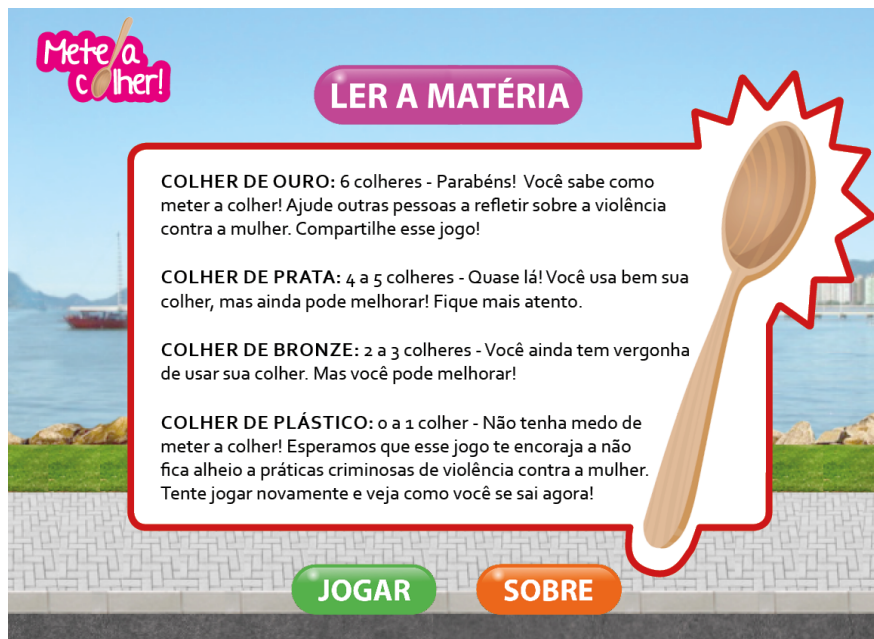 Mete a
colher!
LER A MATÉRIA
COLHER DE OURO: 6 colheres - Parabéns! Você sabe como
meter a colher! Ajude outras pessoas a refletir sobre a violência
contra a mulher. Compartilhe esse jogo!
COLHER DE PRATA: 4 a 5 colheres - Quase lá! Você usa bem sua
colher, mas ainda pode melhorar! Fique mais atento.
COLHER DE BRONZE: 2 a 3 colheres - Você ainda tem vergonha
de usar sua colher. Mas você pode melhorar!
COLHER DE PLÁSTICO: 0 a 1 colher - Não tenha medo de
meter a colher! Esperamos que esse jogo te encoraja a não
fica alheio a práticas criminosas de violência contra a mulher.
Tente jogar novamente e veja como você se sai agora!
JOGAR
SOBRE